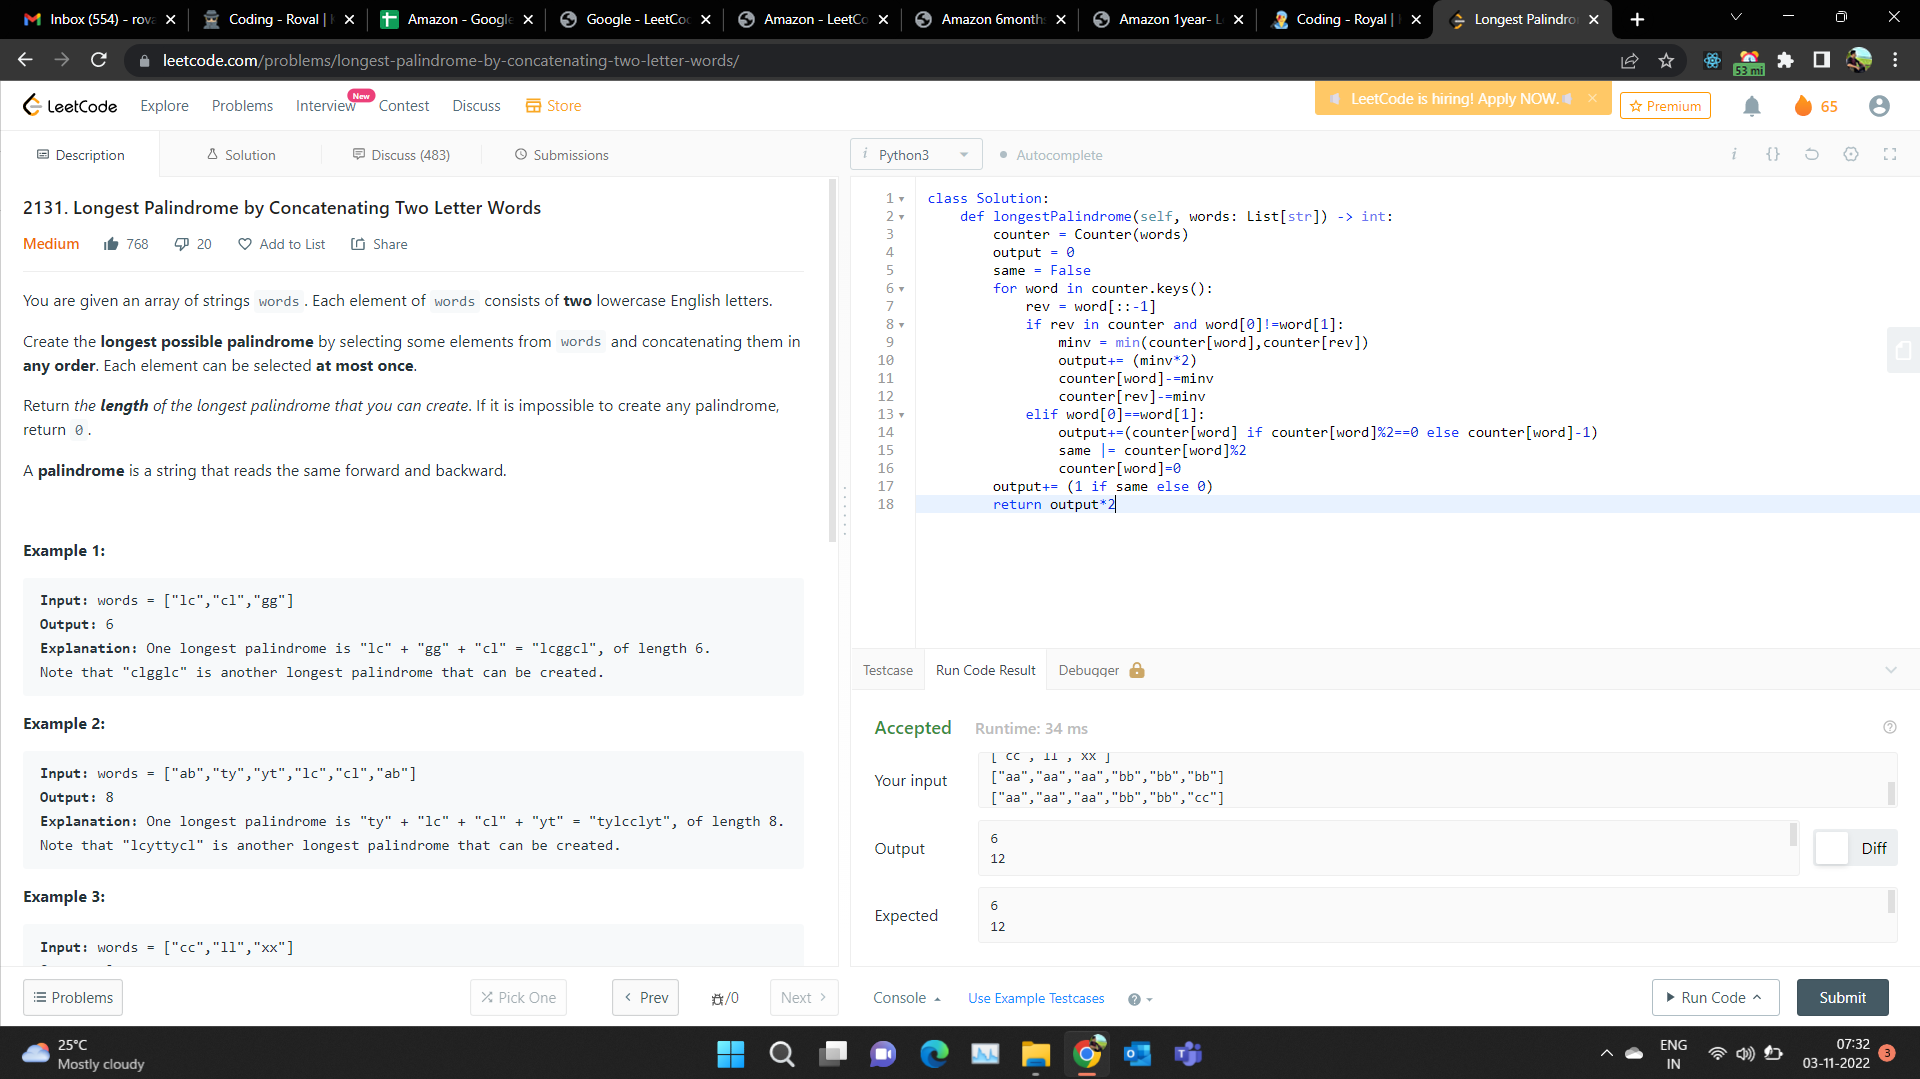 Inbox (554) - rova
Coding - Roval |
Amazon - Google
Google - LeetCo
Amazon - LeetCo
Amazon 6month
Amazon 1year- L
Coding - Royal |
Longest Palindro
leetcode.com/problems/longest-palindrome-by-concatenating-two-letter-words/
53 mi
LeetCode
Explore
Problems
Interview
New
Contest
Discuss
Store
LeetCode is hiring! Apply NOW.
Premium
65
Description
Solution
Discuss (483)
Submissions
i Python3
Autocomplete
2131. Longest Palindrome by Concatenating Two Letter Words
Medium 768 20 Add to List Share
You are given an array of strings words . Each element of words consists of two lowercase English letters.
Create the longest possible palindrome by selecting some elements from words and concatenating them in
any order. Each element can be selected at most once.
Return the length of the longest palindrome that you can create. If it is impossible to create any palindrome,
return 0 .
A palindrome is a string that reads the same forward and backward.
Example 1:
Input: words = ["lc","cl","gg"]
Output: 6
Explanation: One longest palindrome is "lc" + "gg" + "cl" = "lcggcl", of length 6.
Note that "clgglc" is another longest palindrome that can be created.
Example 2:
Input: words = ["ab","ty","yt","lc","cl","ab"]
Output: 8
Explanation: One longest palindrome is "ty" + "lc" + "cl" + "yt" = "tylcclyt", of length 8.
Note that "lcyttycl" is another longest palindrome that can be created.
Example 3:
Input: words = ["cc","ll","xx"]
1 class Solution:
2 def longestPalindrome(self, words: List[str]) -> int:
3 counter = Counter(words)
4 output = 0
5 same = False
6 for word in counter.keys():
7 rev = word[::-1]
8 if rev in counter and word[0]!=word[1]:
9 minv = min(counter[word],counter[rev])
10 output+= (minv*2)
11 counter[word]-=minv
12 counter[rev]-=minv
13 elif word[0]==word[1]:
14 output+=(counter[word] if counter[word]%2==0 else counter[word]-1)
15 same |= counter[word]%2
16 counter[word]=0
17 output+= (1 if same else 0)
18 return output*2
Testcase
Run Code Result
Debugger
Accepted
Runtime: 34 ms
Your input
["cc","ll","xx"]
["aa","aa","aa","bb","bb","bb"]
["aa","aa","aa","bb","bb","cc"]
Output
6
12
Diff
Expected
6
12
Problems
Pick One
Prev
/0
Next
Console
Use Example Testcases
Run Code
Submit
25°C
Mostly cloudy
ENG
IN
07:32
03-11-2022
3